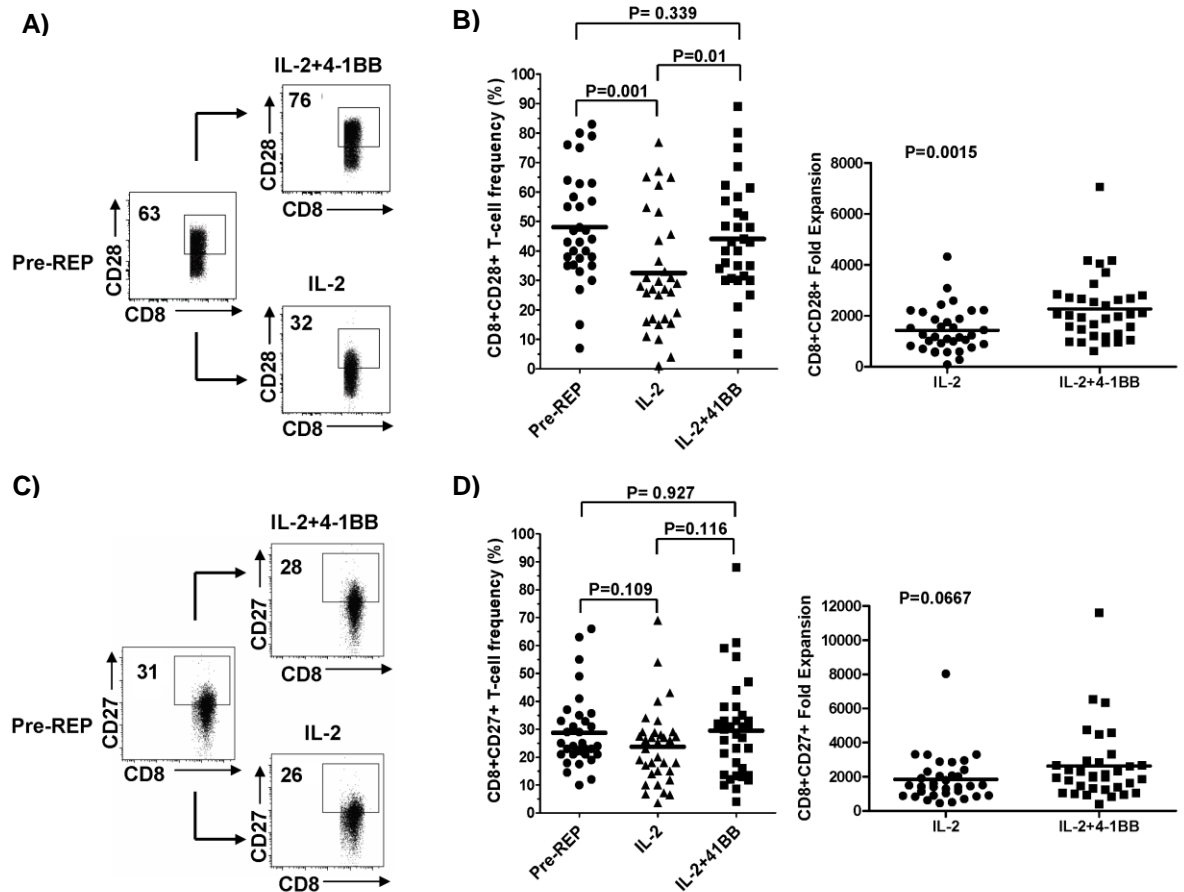 A)
IL-2+4-1BB
76
CD28
CD8
63
CD28
Pre-REP
CD8
IL-2
32
CD28
CD8
B)
P= 0.339
P=0.01
P=0.001
CD8+CD28+ T-cell frequency (%)
100
90
80
70
60
50
40
30
20
10
0
Pre-REP
IL-2
IL-2+41BB
P=0.0015
CD8+CD28+ Fold Expansion
8000
6000
4000
2000
0
IL-2
IL-2+4-1BB
C)
IL-2+4-1BB
28
CD27
CD8
31
CD27
Pre-REP
CD8
IL-2
26
CD27
CD8
D)
P= 0.927
P=0.116
P=0.109
CD8+CD27+ T-cell frequency (%)
100
90
80
70
60
50
40
30
20
10
0
Pre-REP
IL-2
IL-2+41BB
P=0.0667
CD8+CD27+ Fold Expansion
12000
10000
8000
6000
4000
2000
0
IL-2
IL-2+4-1BB